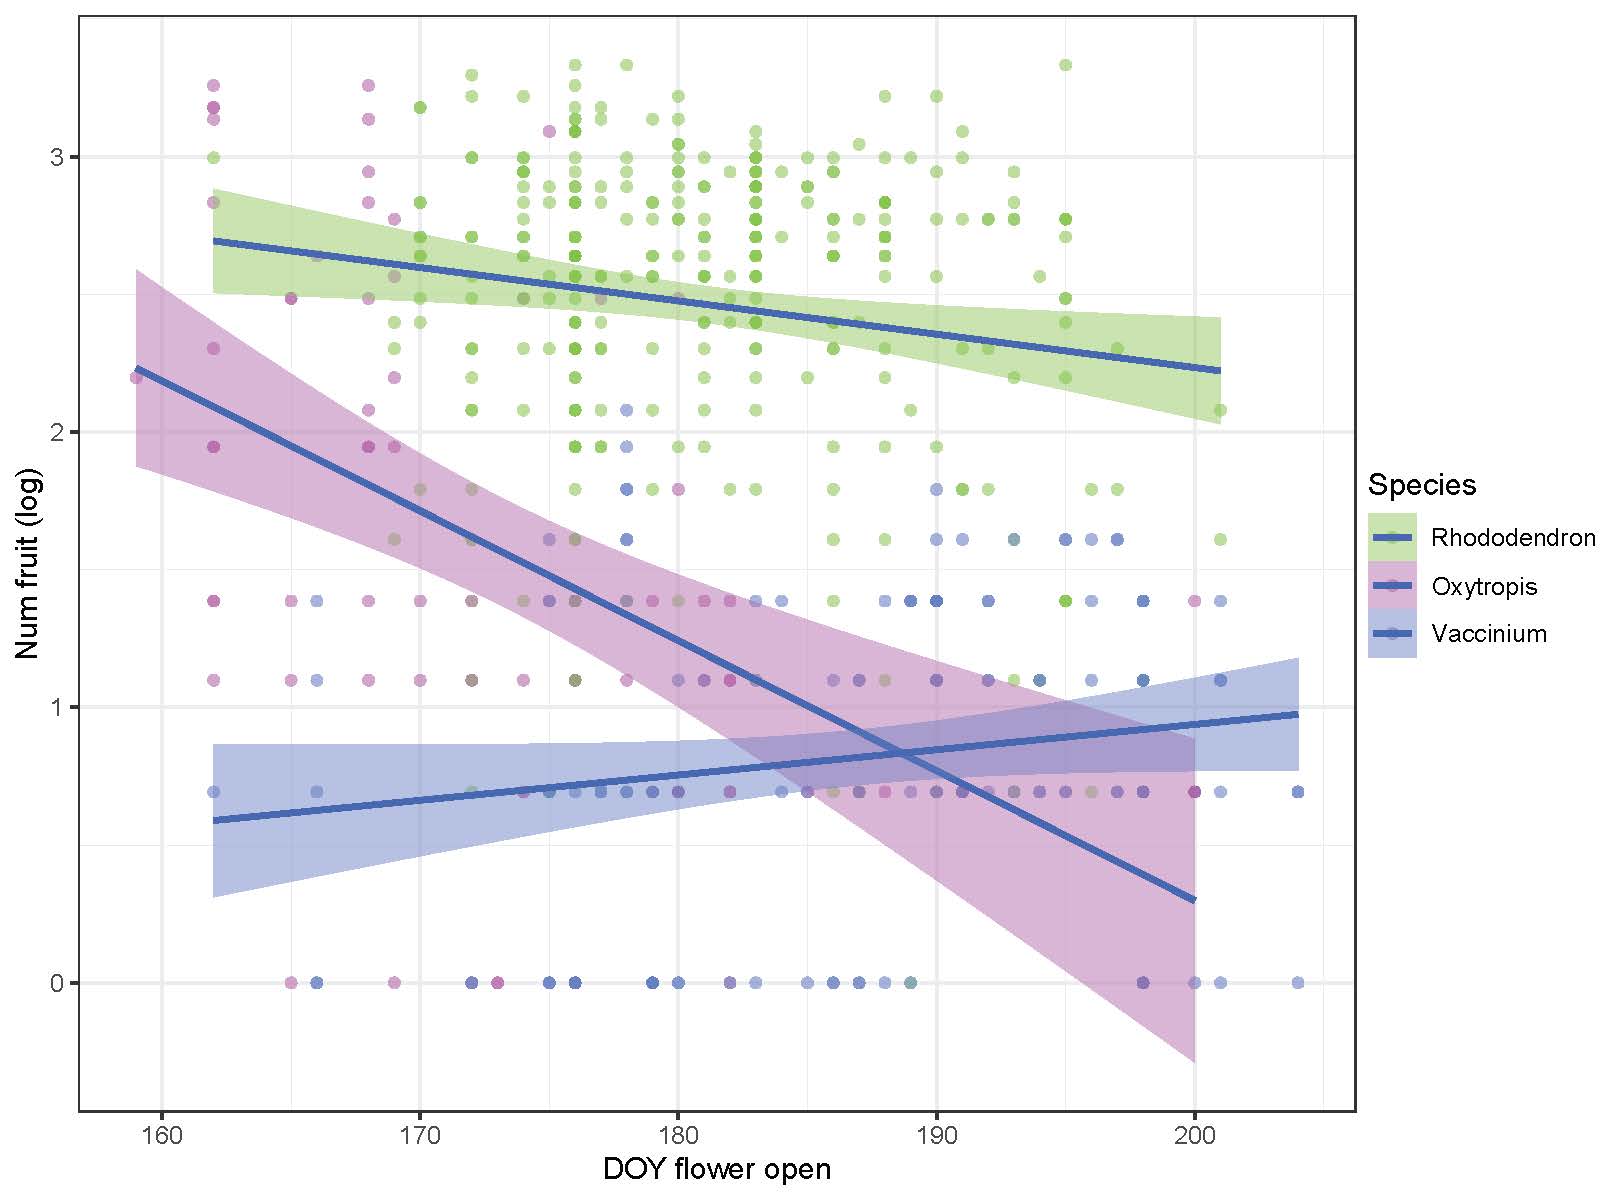 3
2
1
0
Num fruit (log)
160 170 180 190 200
DOY flower open
Species
Rhododendron
Oxytropis
Vaccinium